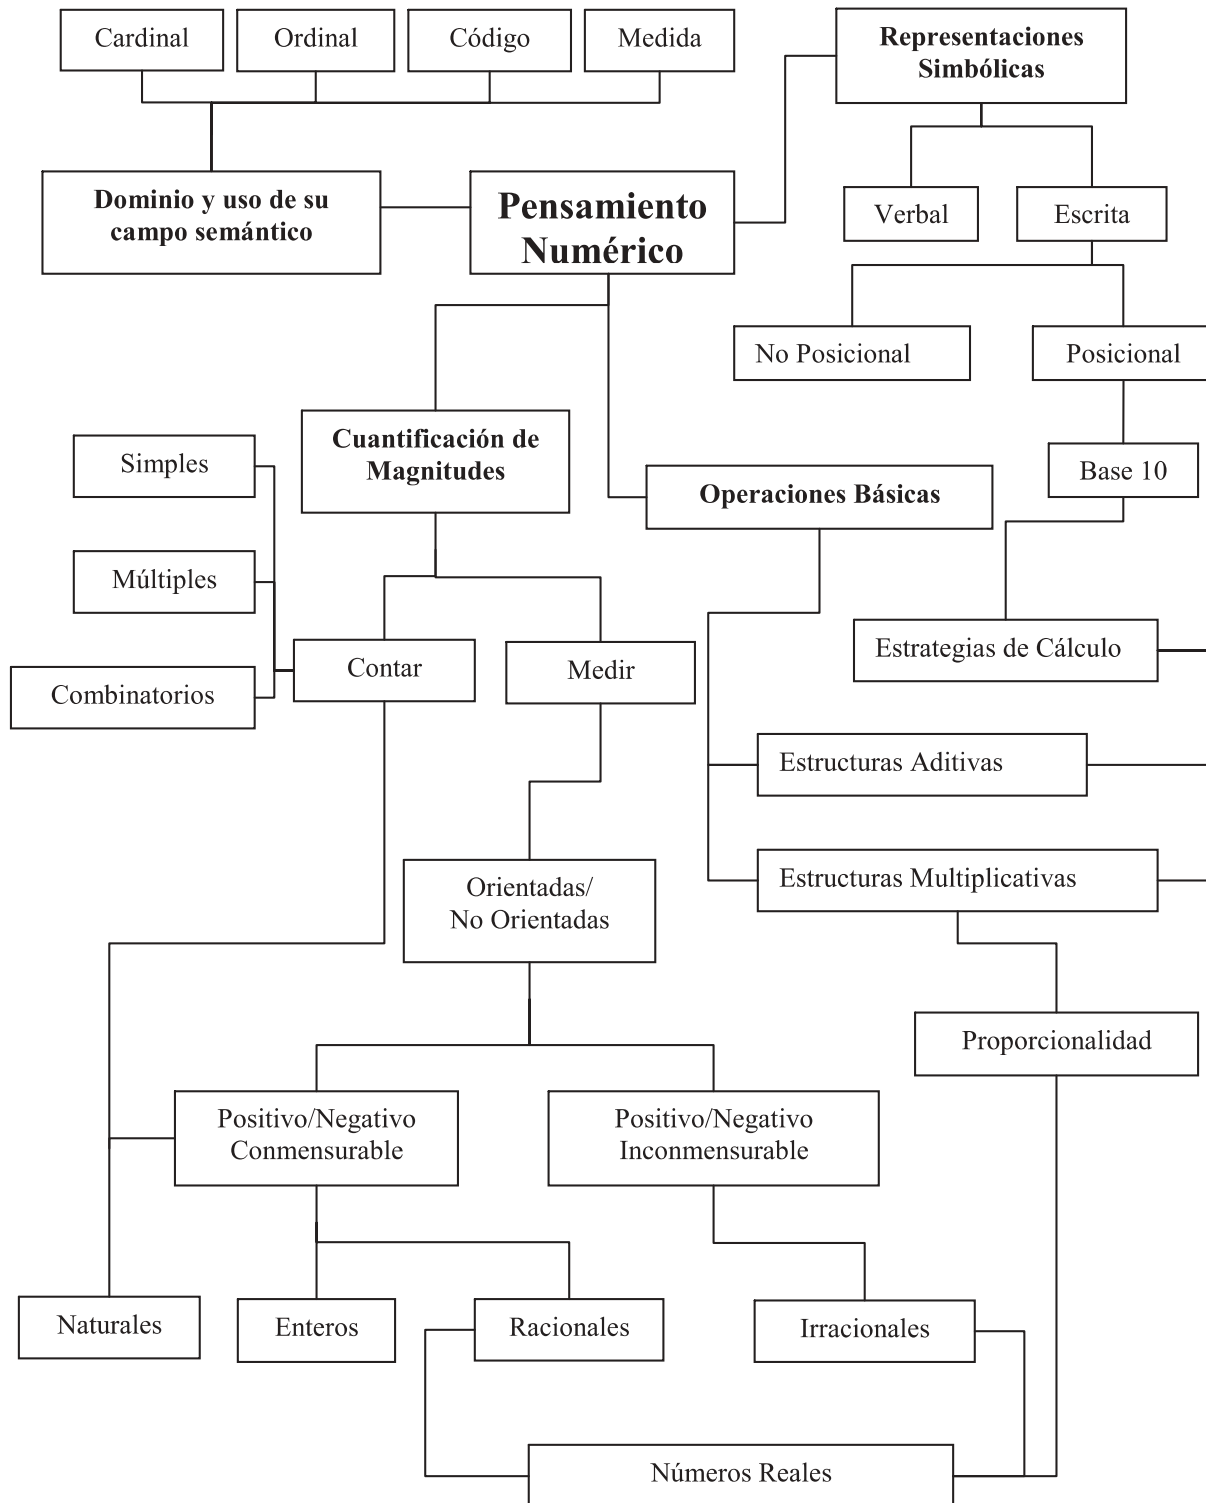 Cardinal
Ordinal
Código
Medida
Representaciones
Simbólicas
Dominio y uso de su
campo semántico
Pensamiento
Numérico
Verbal
Escrita
No Posicional
Posicional
Cuantificación de
Magnitudes
Simples
Base 10
Operaciones Básicas
Múltiples
Estrategias de Cálculo
Contar
Medir
Combinatorios
Estructuras Aditivas
Estructuras Multiplicativas
Orientadas/
No Orientadas
Proporcionalidad
Positivo/Negativo
Conmensurable
Positivo/Negativo
Inconmensurable
Naturales
Enteros
Racionales
Irracionales
Números Reales